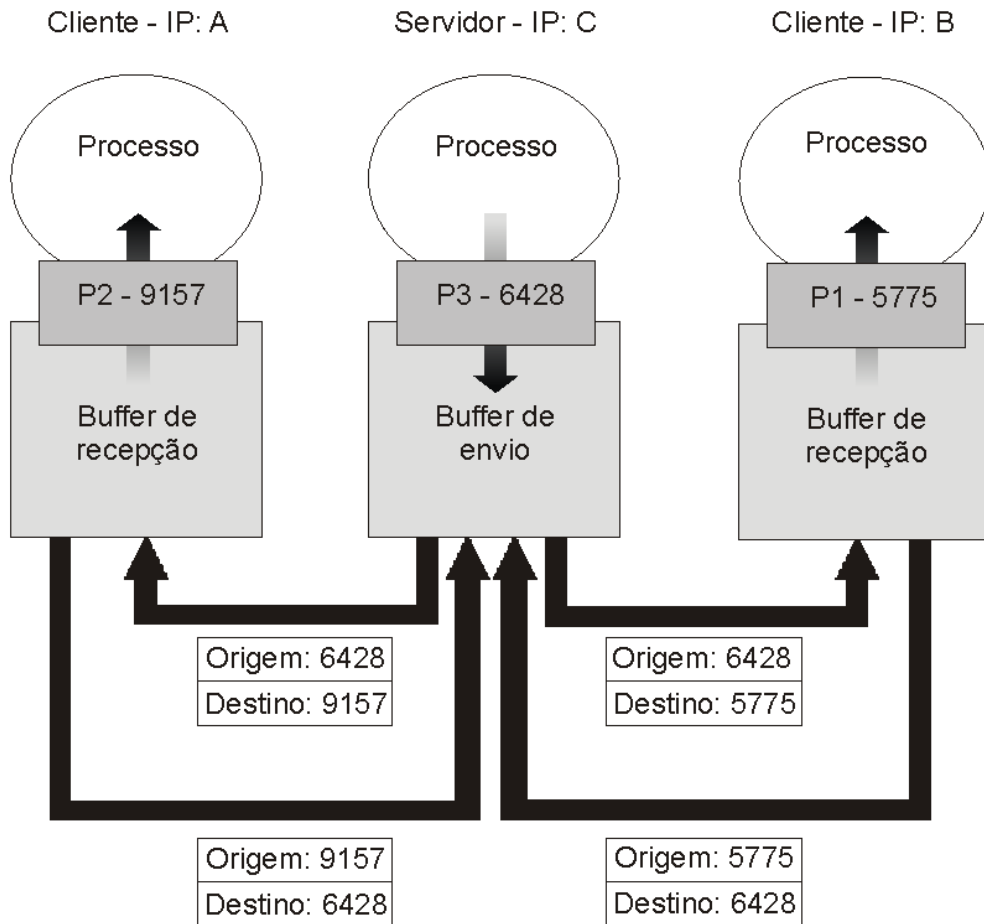 Cliente - IP: A
Servidor - IP: C
Cliente - IP: B
Processo
Processo
Processo
P2 - 9157
P3 - 6428
P1 - 5775
Buffer de
recepção
Buffer de
envio
Buffer de
recepção
Origem: 6428
Destino: 9157
Origem: 6428
Destino: 5775
Origem: 9157
Destino: 6428
Origem: 5775
Destino: 6428